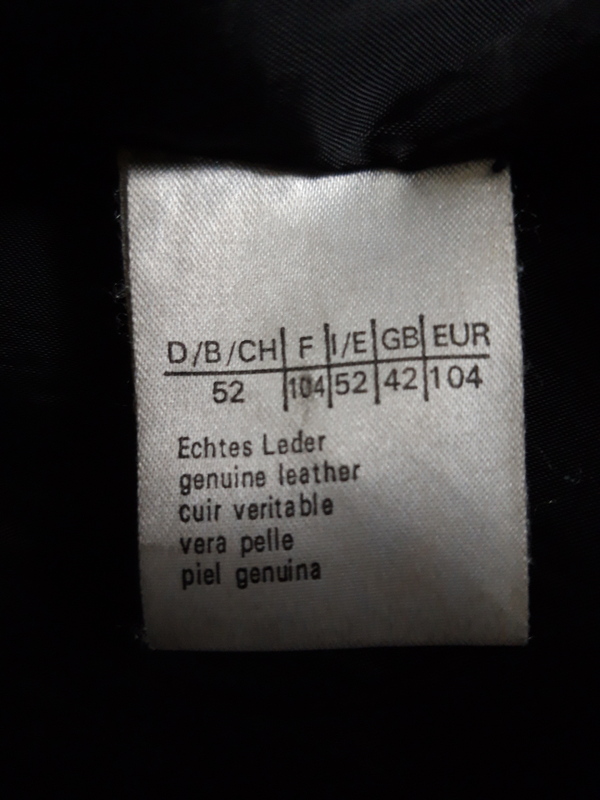 D/B/CH F I/E GB EUR
52 104 52 42 104
Echtes Leder
genuine leather
cuir veritable
vera pelle
piel genuina